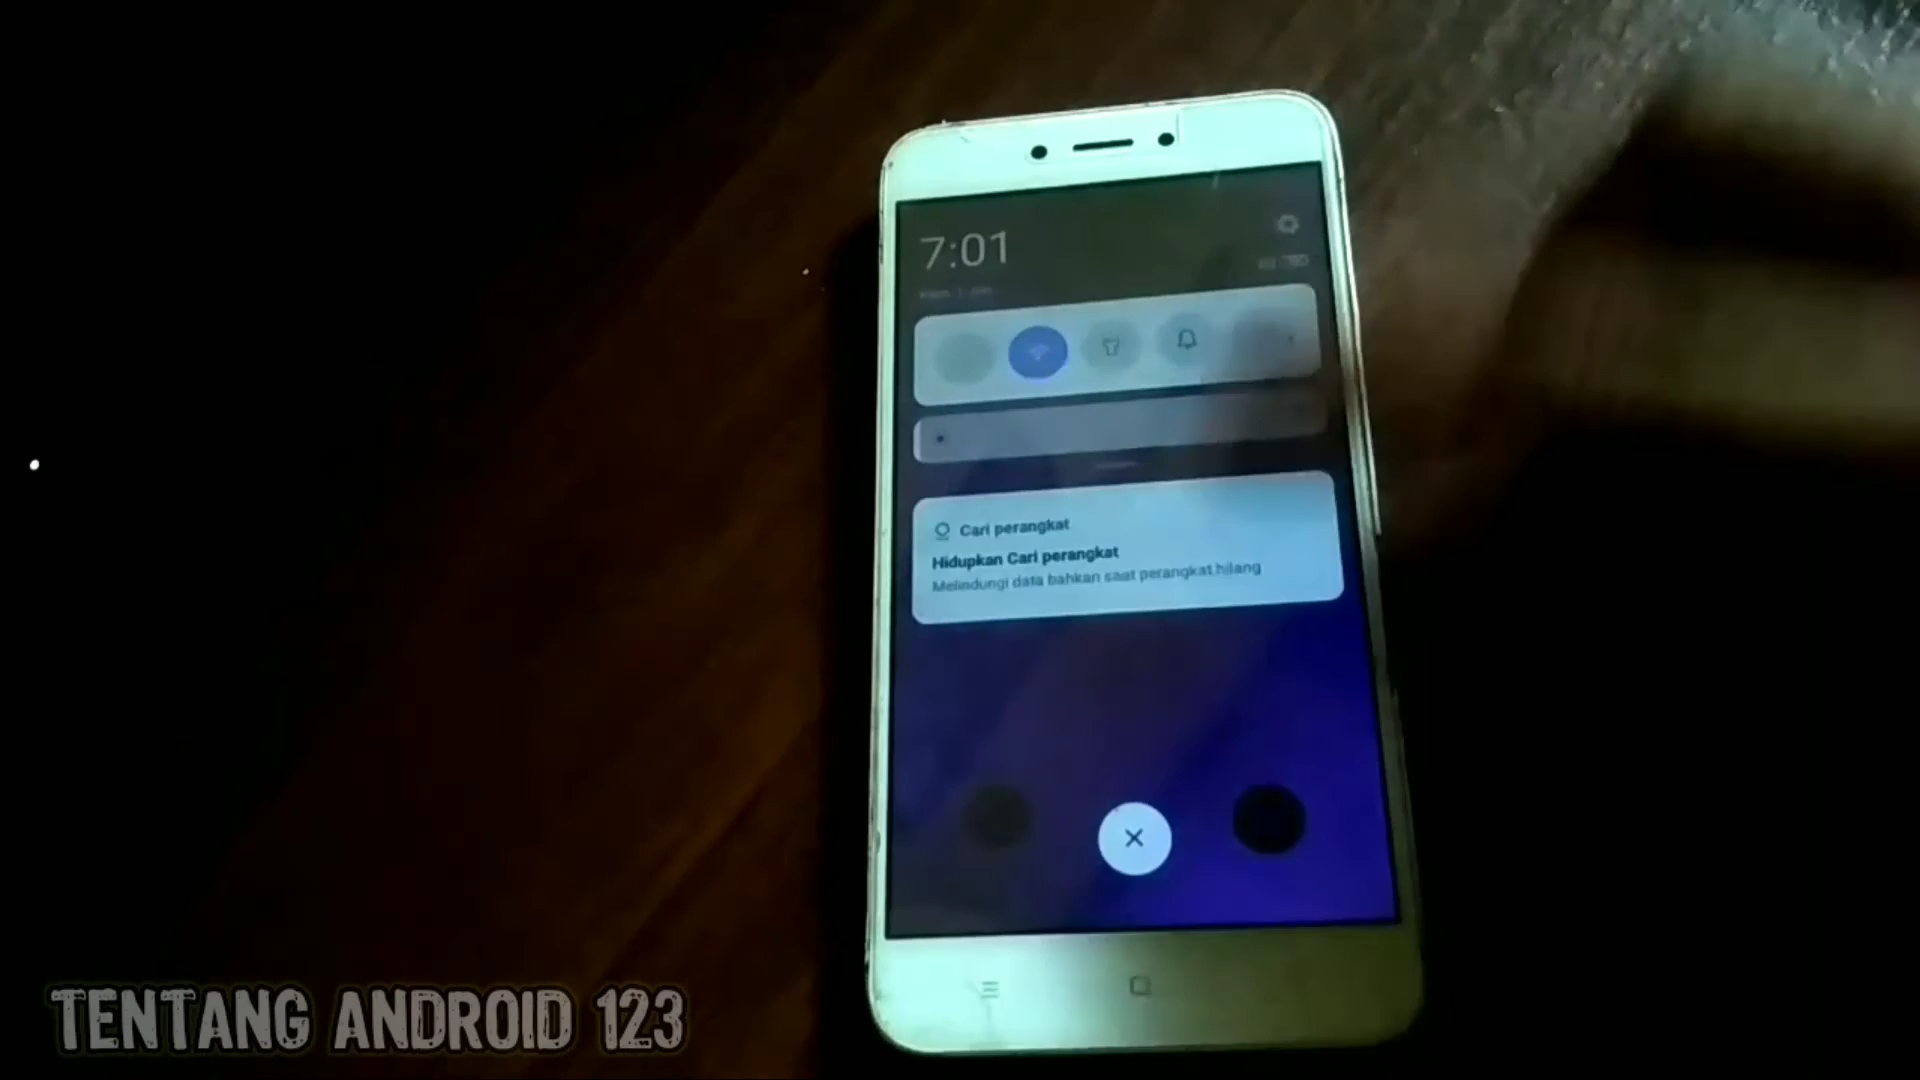 7:01
Cari perangkat
Hidupkan Cari perangkat
Melindungi data bahkan saat perangkat hilang
TENTANG ANDROID 123